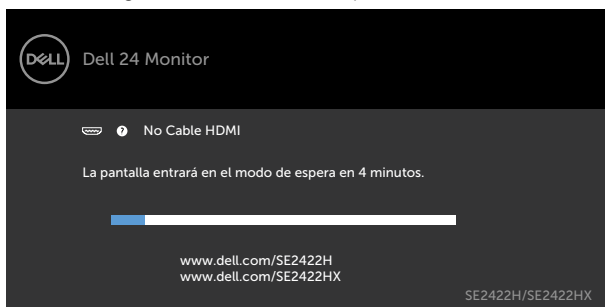 DELL
Dell 24 Monitor
No Cable HDMI
La pantalla entrará en el modo de espera en 4 minutos.
www.dell.com/SE2422H
www.dell.com/SE2422HX
SE2422H/SE2422HX